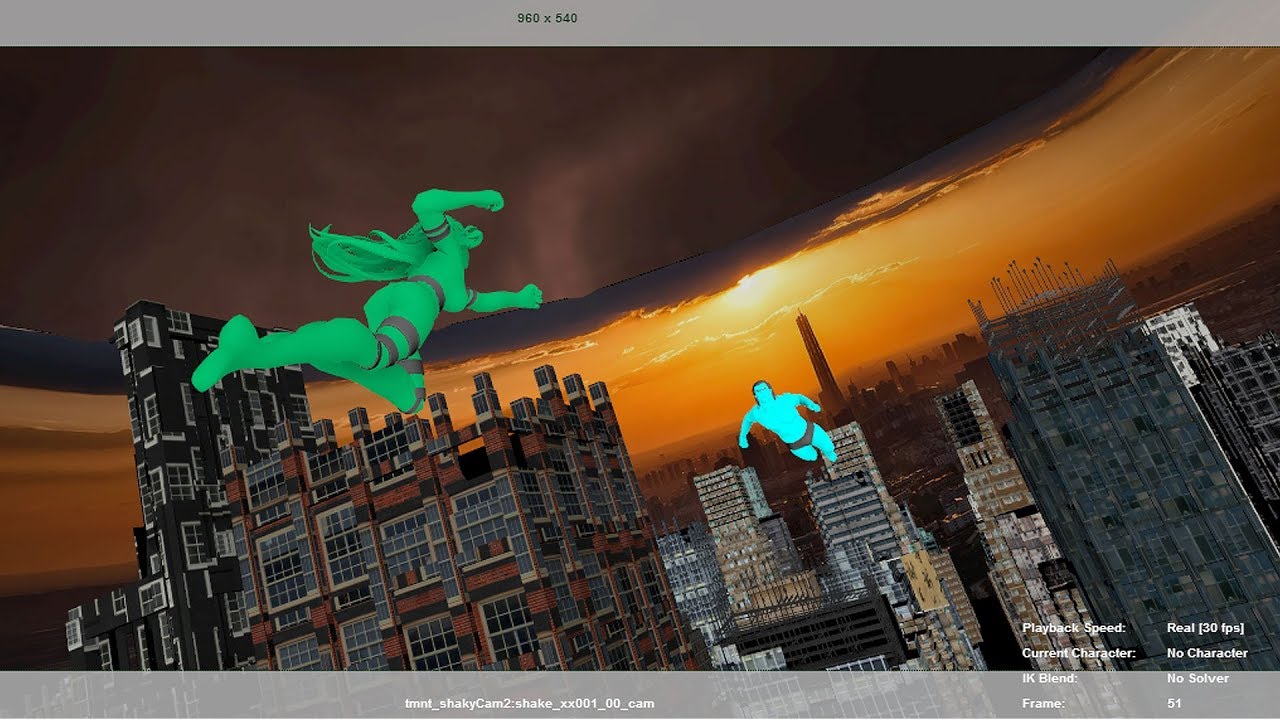 960 x 540
Playback Speed: Real [30 fps]
Current Character: No Character
IK Blend: No Solver
tmnt_shakyCam2:shake_xx001_00_cam
Frame: 51